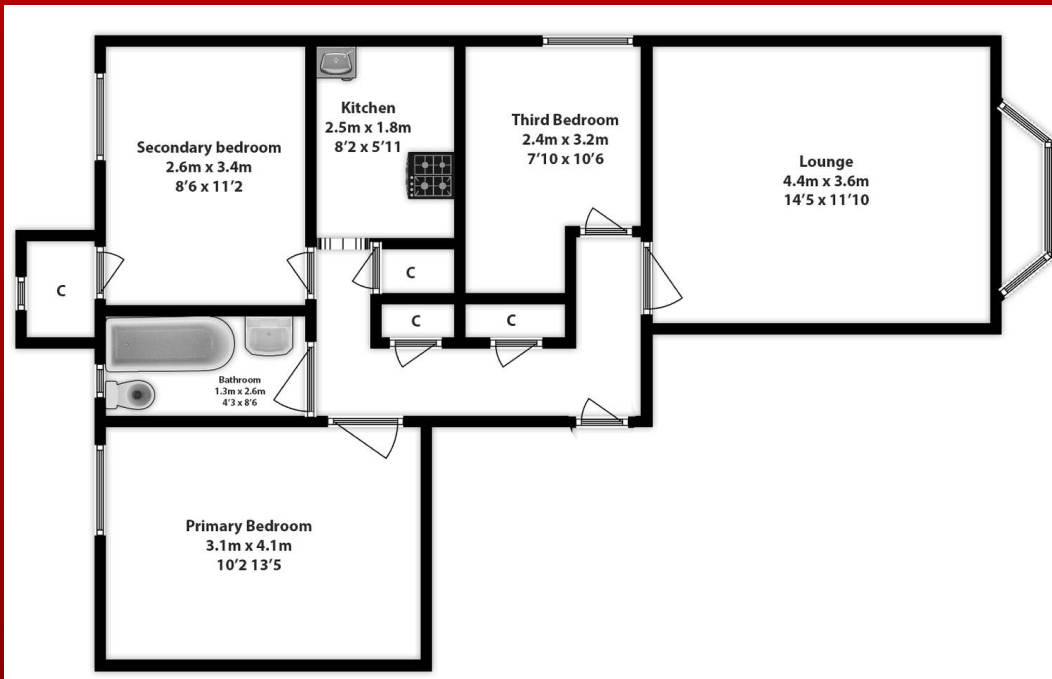 Kitchen
2.5m x 1.8m
8'2 x 5'11
Third Bedroom
2.4m x 3.2m
7'10 x 10'6
Secondary bedroom
2.6m x 3.4m
8'6 x 11'2
Lounge
4.4m x 3.6m
14'5 x 11'10
C
C
C
C
Bathroom
1.3m x 2.6m
4'3 x 8'6
Primary Bedroom
3.1m x 4.1m
10'2 13'5